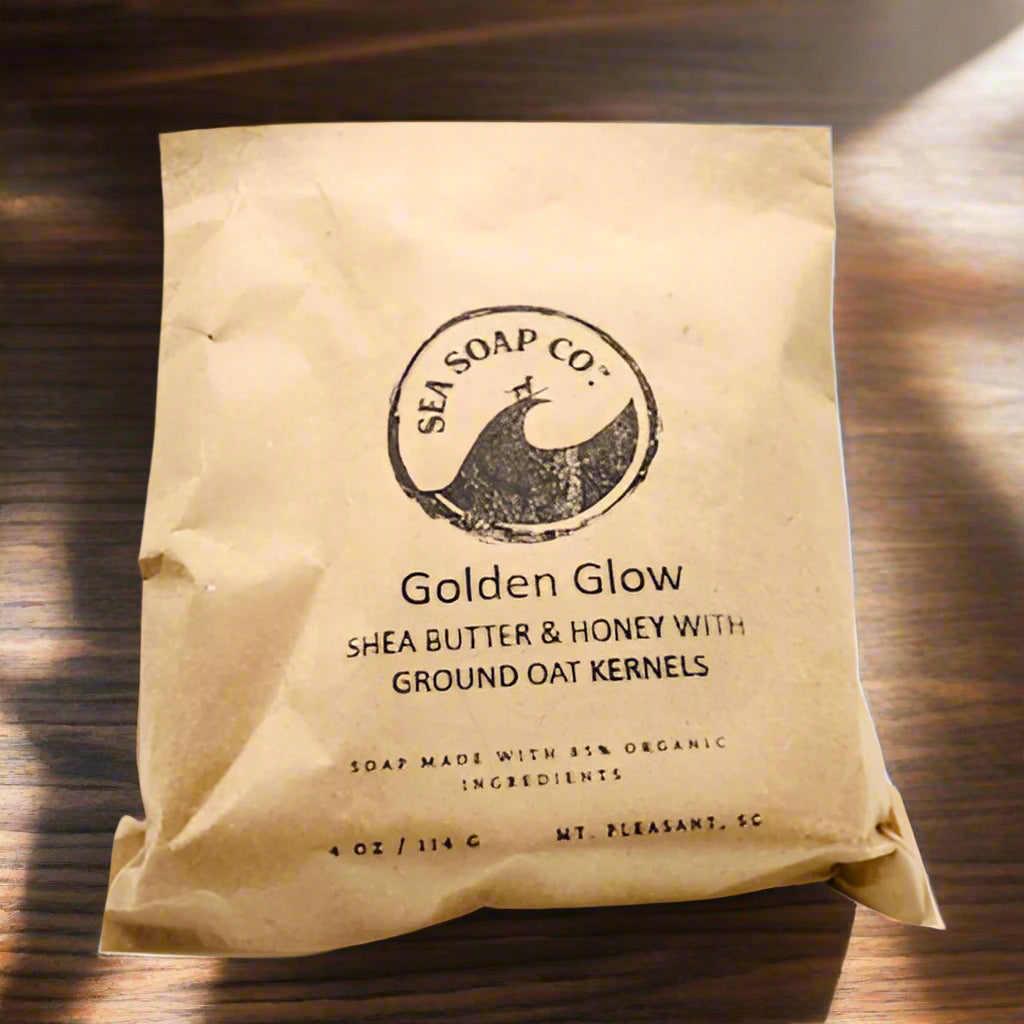 SEA SOAP CO.™
Golden Glow
SHEA BUTTER & HONEY WITH
GROUND OAT KERNELS
SOAP MADE WITH 85% ORGANIC
INGREDIENTS
4 OZ / 114 G
MT. PLEASANT, SC